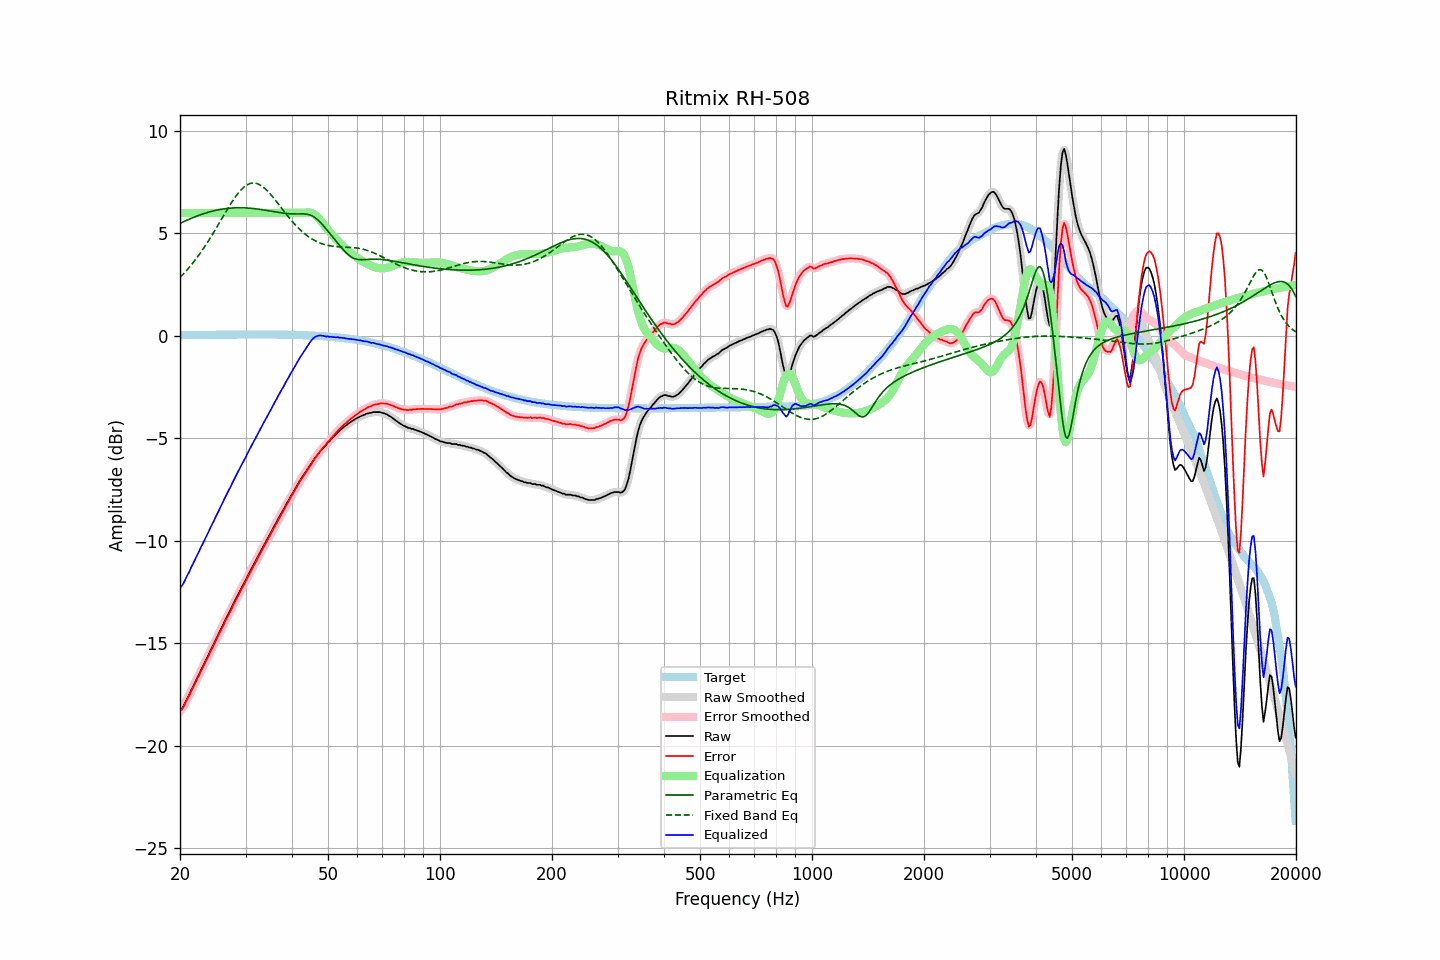 Ritmix RH-508
10
5
0
−5
−10
−15
−20
−25
Amplitude (dBr)
Target
Raw Smoothed
Error Smoothed
Raw
Error
Equalization
Parametric Eq
Fixed Band Eq
Equalized
20 50 100 200 500 1000 2000 5000 10000 20000
Frequency (Hz)